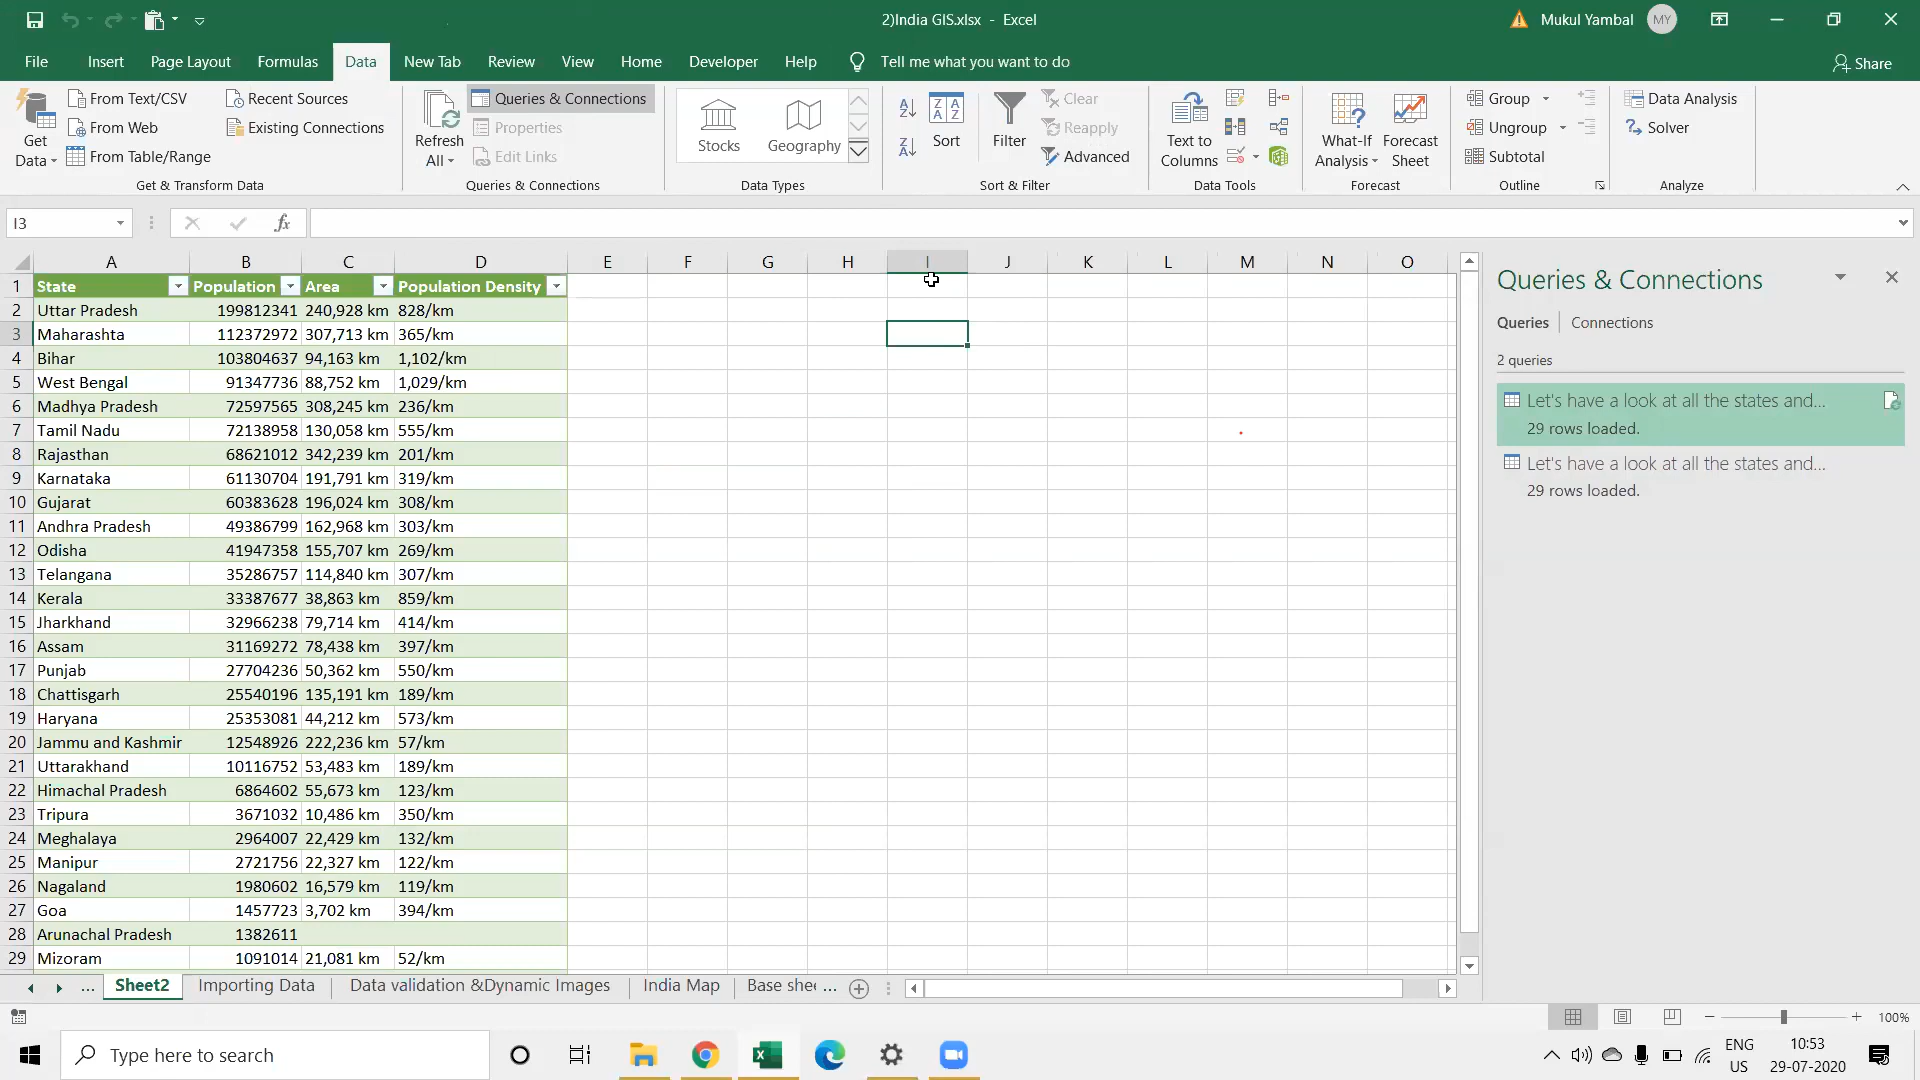 2)India GIS.xlsx - Excel
Mukul Yambal
MY
File Insert Page Layout Formulas Data New Tab Review View Home Developer Help Tell me what you want to do
Share
Get Data
From Text/CSV
From Web
From Table/Range
Recent Sources
Existing Connections
Get & Transform Data
Refresh All
Queries & Connections
Properties
Edit Links
Queries & Connections
Stocks
Geography
Data Types
Sort
Filter
Clear
Reapply
Advanced
Sort & Filter
Text to Columns
Data Tools
What-If Analysis
Forecast Sheet
Forecast
Group
Ungroup
Subtotal
Outline
Data Analysis
Solver
Analyze
I3
fx
A B C D E F G H I J K L M N O
1 State Population Area Population Density
2 Uttar Pradesh 199812341 240,928 km 828/km
3 Maharashta 112372972 307,713 km 365/km
4 Bihar 103804637 94,163 km 1,102/km
5 West Bengal 91347736 88,752 km 1,029/km
6 Madhya Pradesh 72597565 308,245 km 236/km
7 Tamil Nadu 72138958 130,058 km 555/km
8 Rajasthan 68621012 342,239 km 201/km
9 Karnataka 61130704 191,791 km 319/km
10 Gujarat 60383628 196,024 km 308/km
11 Andhra Pradesh 49386799 162,968 km 303/km
12 Odisha 41947358 155,707 km 269/km
13 Telangana 35286757 114,840 km 307/km
14 Kerala 33387677 38,863 km 859/km
15 Jharkhand 32966238 79,714 km 414/km
16 Assam 31169272 78,438 km 397/km
17 Punjab 27704236 50,362 km 550/km
18 Chattisgarh 25540196 135,191 km 189/km
19 Haryana 25353081 44,212 km 573/km
20 Jammu and Kashmir 12548926 222,236 km 57/km
21 Uttarakhand 10116752 53,483 km 189/km
22 Himachal Pradesh 6864602 55,673 km 123/km
23 Tripura 3671032 10,486 km 350/km
24 Meghalaya 2964007 22,429 km 132/km
25 Manipur 2721756 22,327 km 122/km
26 Nagaland 1980602 16,579 km 119/km
27 Goa 1457723 3,702 km 394/km
28 Arunachal Pradesh 1382611
29 Mizoram 1091014 21,081 km 52/km
Queries & Connections
Queries Connections
2 queries
Let's have a look at all the states and...
29 rows loaded.
Let's have a look at all the states and...
29 rows loaded.
... Sheet2 Importing Data Data validation &Dynamic Images India Map Base shee ...
100%
Type here to search
ENG
US
10:53
29-07-2020